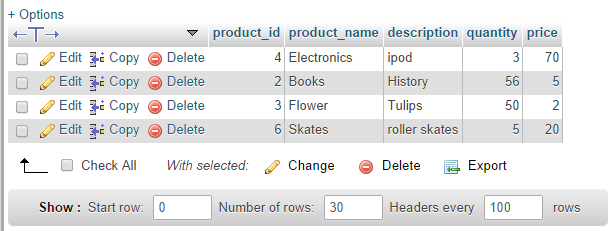 + Options
←T→ product_id product_name description quantity price
Edit Copy Delete 4 Electronics ipod 3 70
Edit Copy Delete 2 Books History 56 5
Edit Copy Delete 3 Flower Tulips 50 2
Edit Copy Delete 6 Skates roller skates 5 20
Check All With selected: Change Delete Export
Show : Start row: 0 Number of rows: 30 Headers every 100 rows